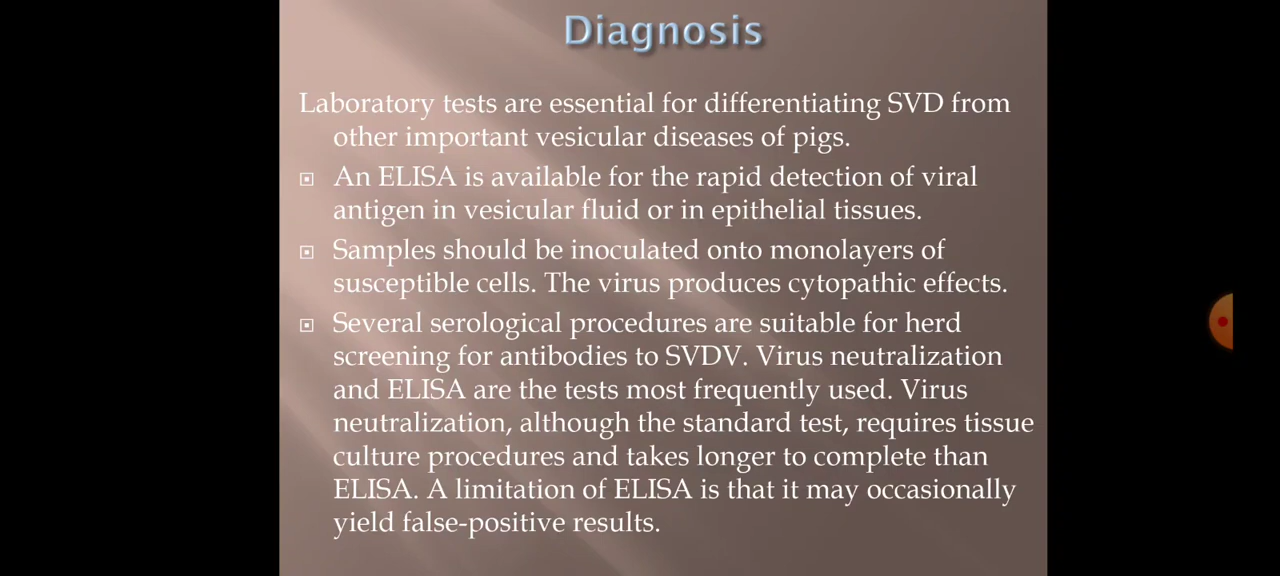 Diagnosis
Laboratory tests are essential for differentiating SVD from
other important vesicular diseases of pigs.
An ELISA is available for the rapid detection of viral
antigen in vesicular fluid or in epithelial tissues.
Samples should be inoculated onto monolayers of
susceptible cells. The virus produces cytopathic effects.
Several serological procedures are suitable for herd
screening for antibodies to SVDV. Virus neutralization
and ELISA are the tests most frequently used. Virus
neutralization, although the standard test, requires tissue
culture procedures and takes longer to complete than
ELISA. A limitation of ELISA is that it may occasionally
yield false-positive results.